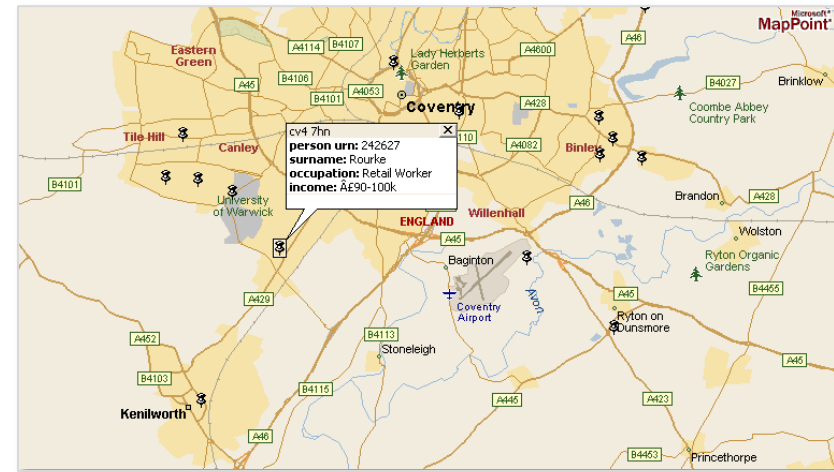 Microsoft®
MapPoint®
A46
Eastern
Green
A4114
B4107
Lady Herberts
Garden
A4600
A45
B4106
A4053
B4101
Coventry
A428
B4027
Brinklow
Coombe Abbey
Country Park
Tile Hill
Canley
cv4 7hn
person urn: 242627
surname: Rourke
occupation: Retail Worker
income: Â£90-100k
110
A4082
Binley
B4101
University
of Warwick
Brandon
A428
A46
ENGLAND
Willenhall
A45
Wolston
Baginton
Ryton Organic
Gardens
A429
Coventry
Airport
Avon
A45
B4455
Ryton on
Dunsmore
A452
B4113
Stoneleigh
A45
B4103
B4115
A445
A423
Kenilworth
A46
B4453
Princethorpe